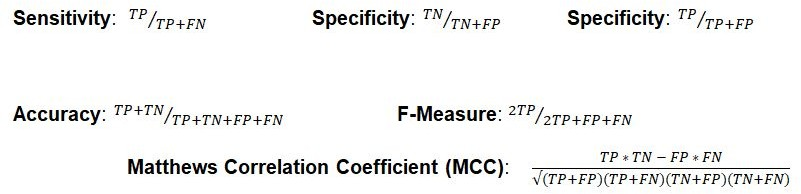 Sensitivity: TP/TP+FN Specificity: TN/TN+FP Specificity: TP/TP+FP
Accuracy: TP+TN/TP+TN+FP+FN F-Measure: 2TP/2TP+FP+FN
Matthews Correlation Coefficient (MCC): TP * TN − FP * FN / √(TP+FP)(TP+FN)(TN+FP)(TN+FN)